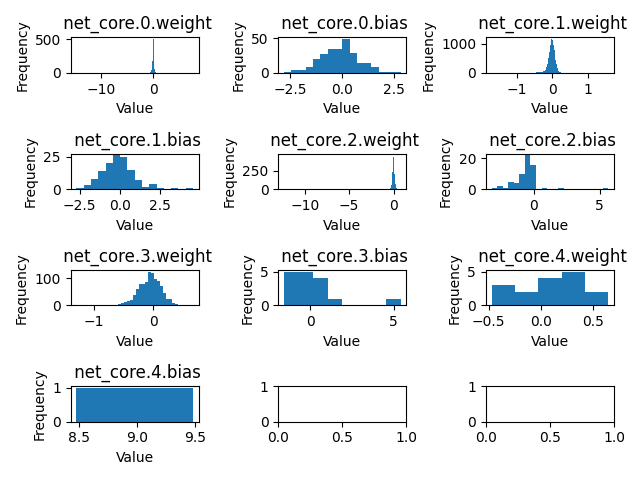 net_core.0.weight
Frequency
500
0
−10
0
Value
net_core.0.bias
Frequency
50
0
−2.5
0.0
2.5
Value
net_core.1.weight
Frequency
1000
0
−1
0
1
Value
net_core.1.bias
Frequency
25
0
−2.5
0.0
2.5
Value
net_core.2.weight
Frequency
250
0
−10
−5
0
Value
net_core.2.bias
Frequency
20
0
0
5
Value
net_core.3.weight
Frequency
100
0
−1
0
Value
net_core.3.bias
Frequency
5
0
0
5
Value
net_core.4.weight
Frequency
5
0
−0.5
0.0
0.5
Value
net_core.4.bias
Frequency
1
0
8.5
9.0
9.5
Value
1
0
0.0
0.5
1.0
1
0
0.0
0.5
1.0